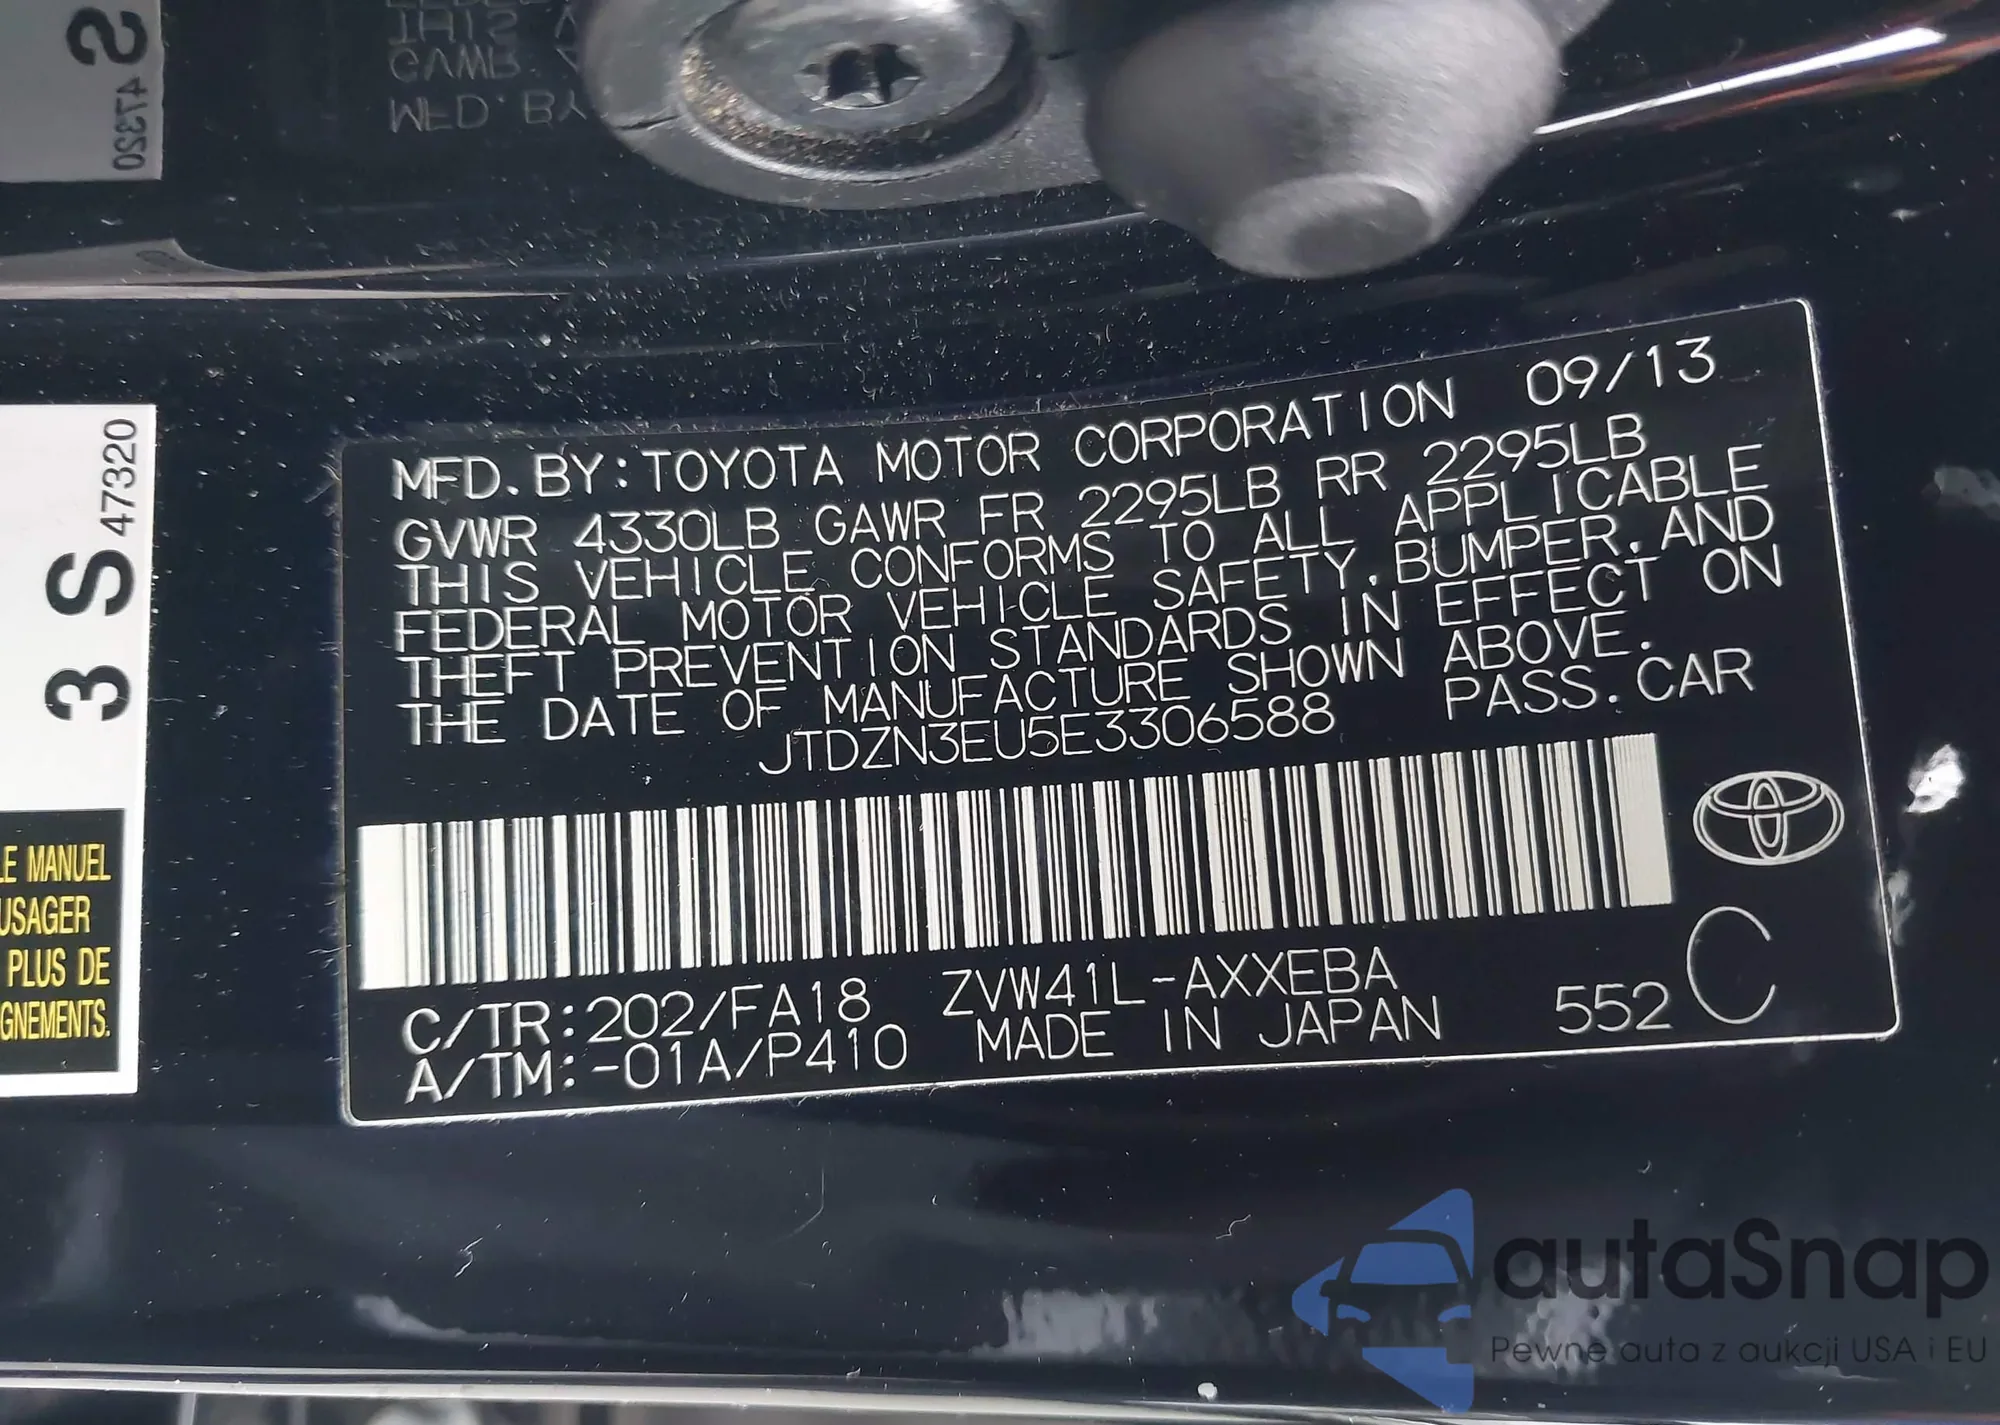 S
47320
3 S 47320
LE MANUEL
USAGER
PLUS DE
GNEMENTS.
MFD. BY: TOYOTA MOTOR CORPORATION 09/13
GVWR 4330LB GAWR FR 2295LB RR 2295LB
THIS VEHICLE CONFORMS TO ALL APPLICABLE
FEDERAL MOTOR VEHICLE SAFETY, BUMPER, AND
THEFT PREVENTION STANDARDS IN EFFECT ON
THE DATE OF MANUFACTURE SHOWN ABOVE.
JTDZN3EU5E3306588 PASS. CAR
C/TR: 202/FA18 ZVW41L-AXXEBA
A/TM: -01A/P410 MADE IN JAPAN 552 C
autaSnap
Pewne auta z aukcji USA i EU